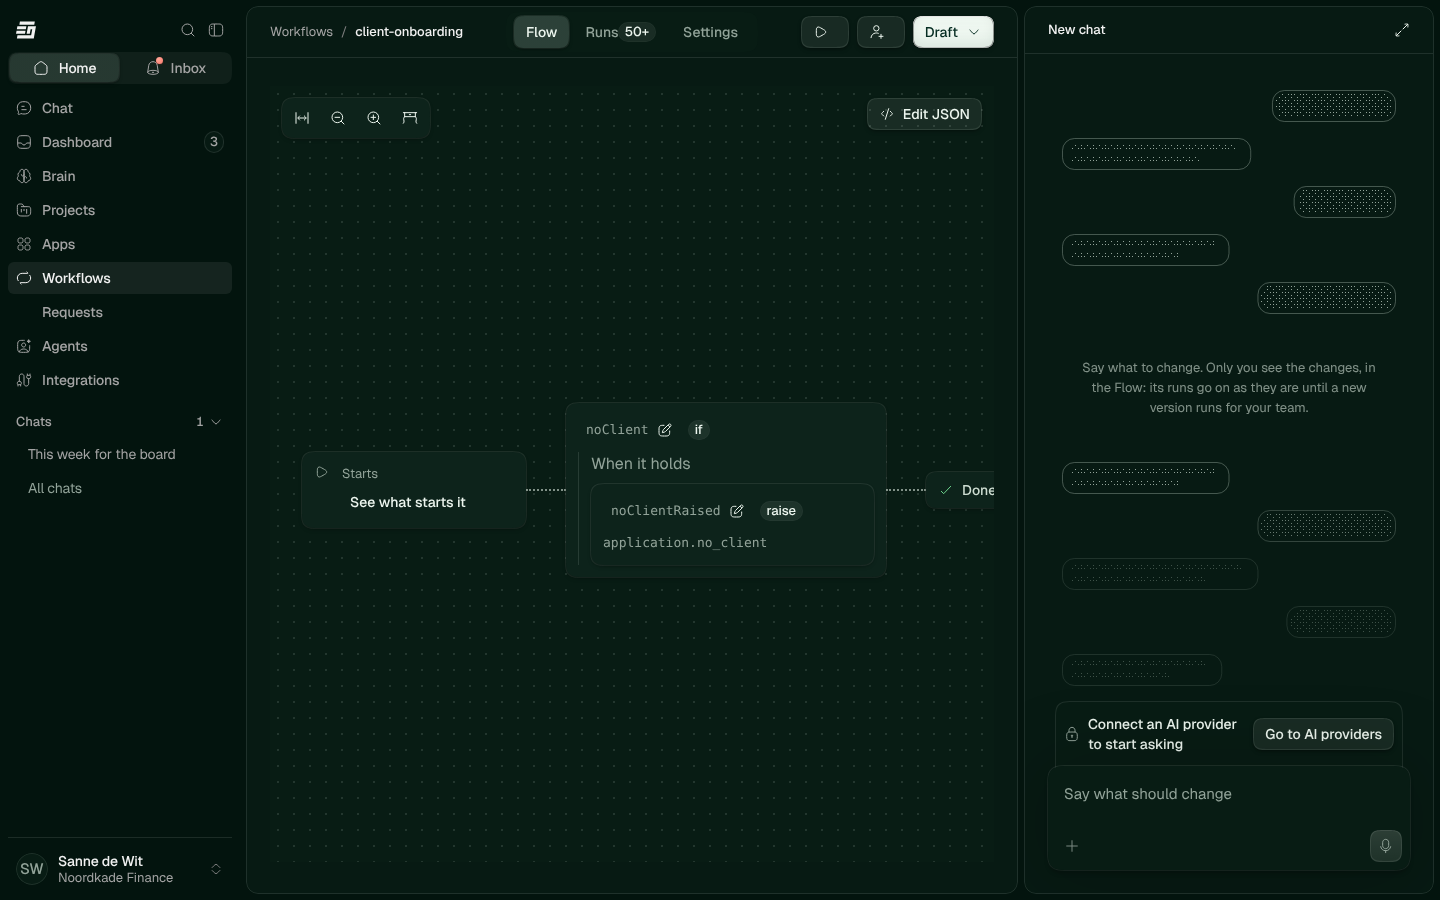 Home
Inbox
Chat
Dashboard
3
Brain
Projects
Apps
Workflows
Requests
Agents
Integrations
Chats
1
This week for the board
All chats
SW
Sanne de Wit
Noordkade Finance
Workflows / client-onboarding
Flow
Runs 50+
Settings
Draft
Edit JSON
Starts
See what starts it
noClient
if
When it holds
noClientRaised
raise
application.no_client
Done
New chat
Say what to change. Only you see the changes, in
the Flow: its runs go on as they are until a new
version runs for your team.
Connect an AI provider
to start asking
Go to AI providers
Say what should change